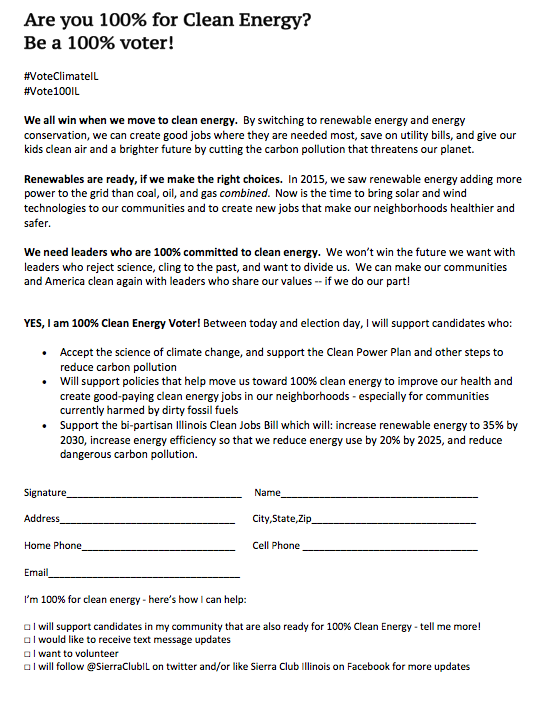 Are you 100% for Clean Energy?
Be a 100% voter!
#VoteClimateIL
#Vote100IL
We all win when we move to clean energy. By switching to renewable energy and energy
conservation, we can create good jobs where they are needed most, save on utility bills, and give our
kids clean air and a brighter future by cutting the carbon pollution that threatens our planet.
Renewables are ready, if we make the right choices. In 2015, we saw renewable energy adding more
power to the grid than coal, oil, and gas combined. Now is the time to bring solar and wind
technologies to our communities and to create new jobs that make our neighborhoods healthier and
safer.
We need leaders who are 100% committed to clean energy. We won't win the future we want with
leaders who reject science, cling to the past, and want to divide us. We can make our communities
and America clean again with leaders who share our values -- if we do our part!
YES, I am 100% Clean Energy Voter! Between today and election day, I will support candidates who:
• Accept the science of climate change, and support the Clean Power Plan and other steps to
reduce carbon pollution
• Will support policies that help move us toward 100% clean energy to improve our health and
create good-paying clean energy jobs in our neighborhoods - especially for communities
currently harmed by dirty fossil fuels
• Support the bi-partisan Illinois Clean Jobs Bill which will: increase renewable energy to 35% by
2030, increase energy efficiency so that we reduce energy use by 20% by 2025, and reduce
dangerous carbon pollution.
Signature________________________________ Name____________________________________
Address________________________________ City,State,Zip______________________________
Home Phone____________________________ Cell Phone ________________________________
Email___________________________________
I'm 100% for clean energy - here's how I can help:
□ I will support candidates in my community that are also ready for 100% Clean Energy - tell me more!
□ I would like to receive text message updates
□ I want to volunteer
□ I will follow @SierraClubIL on twitter and/or like Sierra Club Illinois on Facebook for more updates